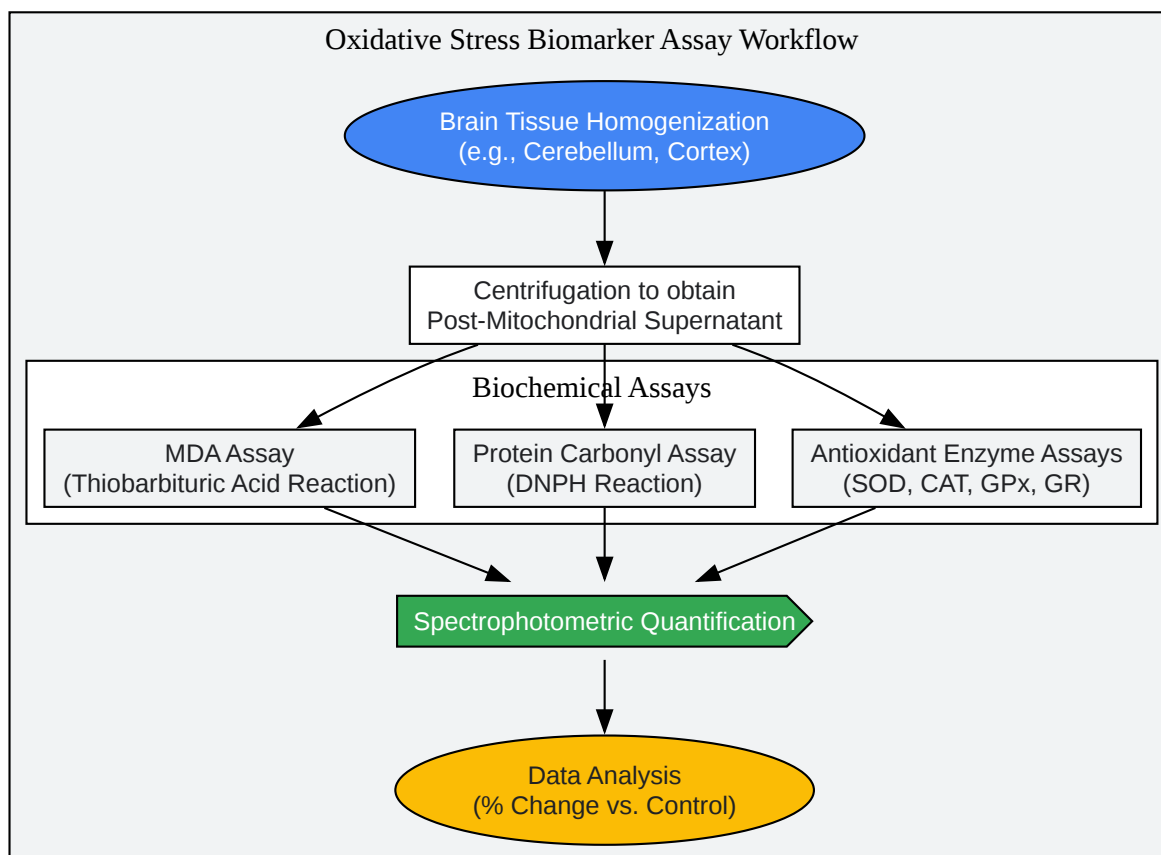 Oxidative Stress Biomarker Assay Workflow
Brain Tissue Homogenization
(e.g., Cerebellum, Cortex)
Centrifugation to obtain
Post-Mitochondrial Supernatant
Biochemical Assays
MDA Assay
(Thiobarbituric Acid Reaction)
Protein Carbonyl Assay
(DNPH Reaction)
Antioxidant Enzyme Assays
(SOD, CAT, GPx, GR)
Spectrophotometric Quantification
Data Analysis
(% Change vs. Control)